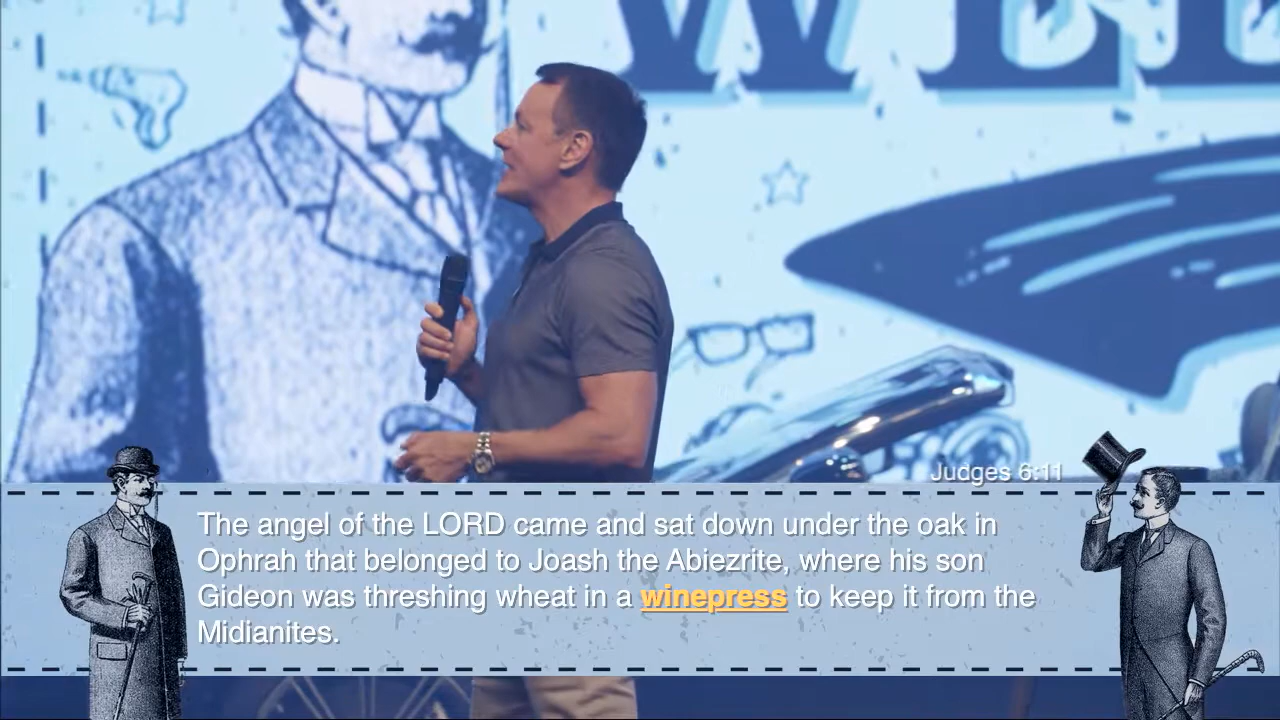 WEE
Judges 6:11
The angel of the LORD came and sat down under the oak in
Ophrah that belonged to Joash the Abiezrite, where his son
Gideon was threshing wheat in a winepress to keep it from the
Midianites.